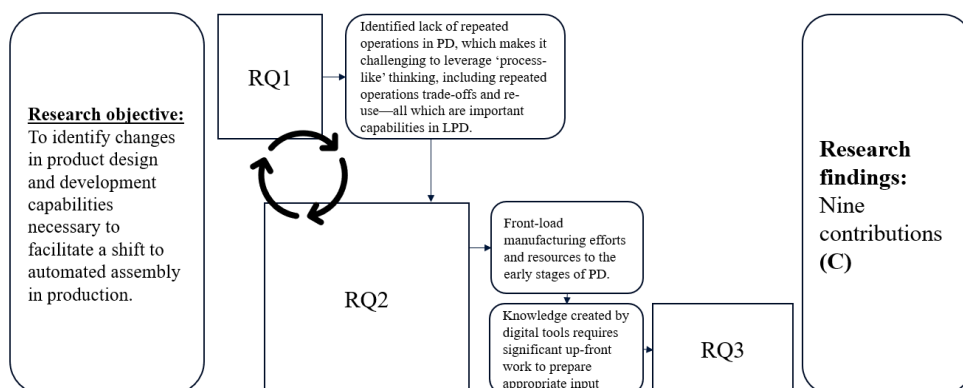 Research objective:
To identify changes
in product design
and development
capabilities
necessary to
facilitate a shift to
automated assembly
in production.
RQ1
Identified lack of repeated
operations in PD, which makes it
challenging to leverage ‘process-
like’ thinking, including repeated
operations trade-offs and re-
use—all which are important
capabilities in LPD.
RQ2
Front-load
manufacturing efforts
and resources to the
early stages of PD.
Knowledge created by
digital tools requires
significant up-front
work to prepare
appropriate input
RQ3
Research
findings:
Nine
contributions
(C)